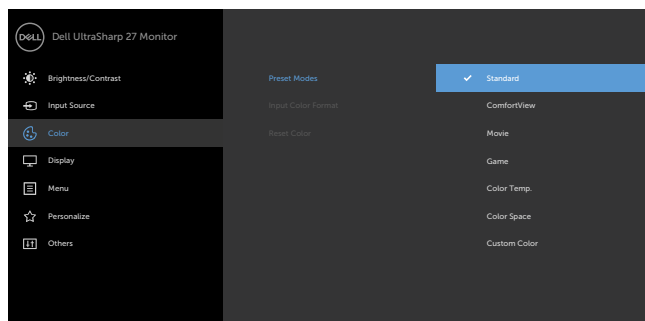 DELL Dell UltraSharp 27 Monitor
Brightness/Contrast
Input Source
Color
Display
Menu
Personalize
Others
Preset Modes
Input Color Format
Reset Color
Standard
ComfortView
Movie
Game
Color Temp.
Color Space
Custom Color